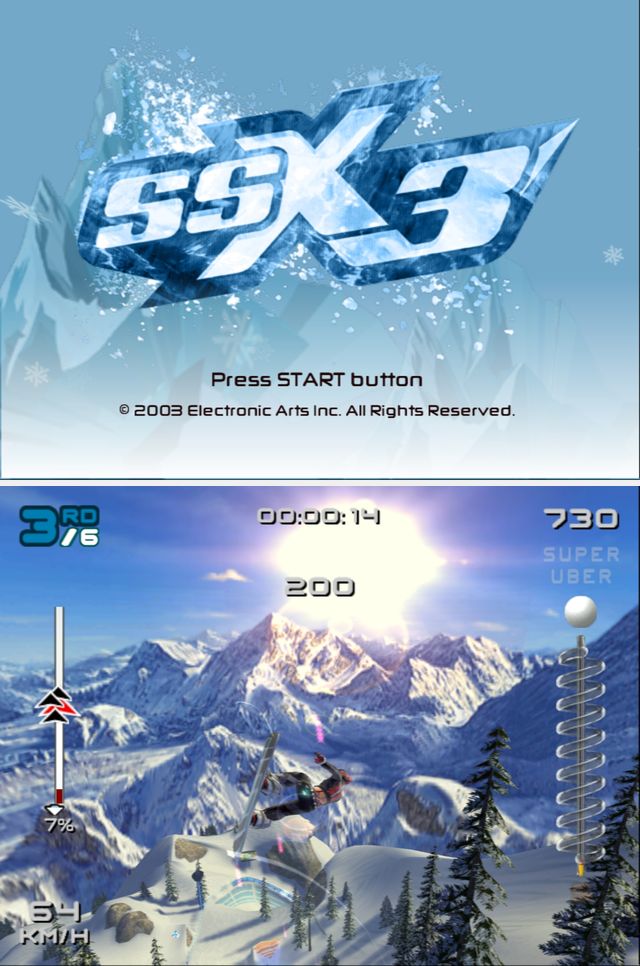 SSX3
Press START button
© 2003 Electronic Arts Inc. All Rights Reserved.
3RD/6
00:00:14
730
SUPER
UBER
200
7%
64
KM/H